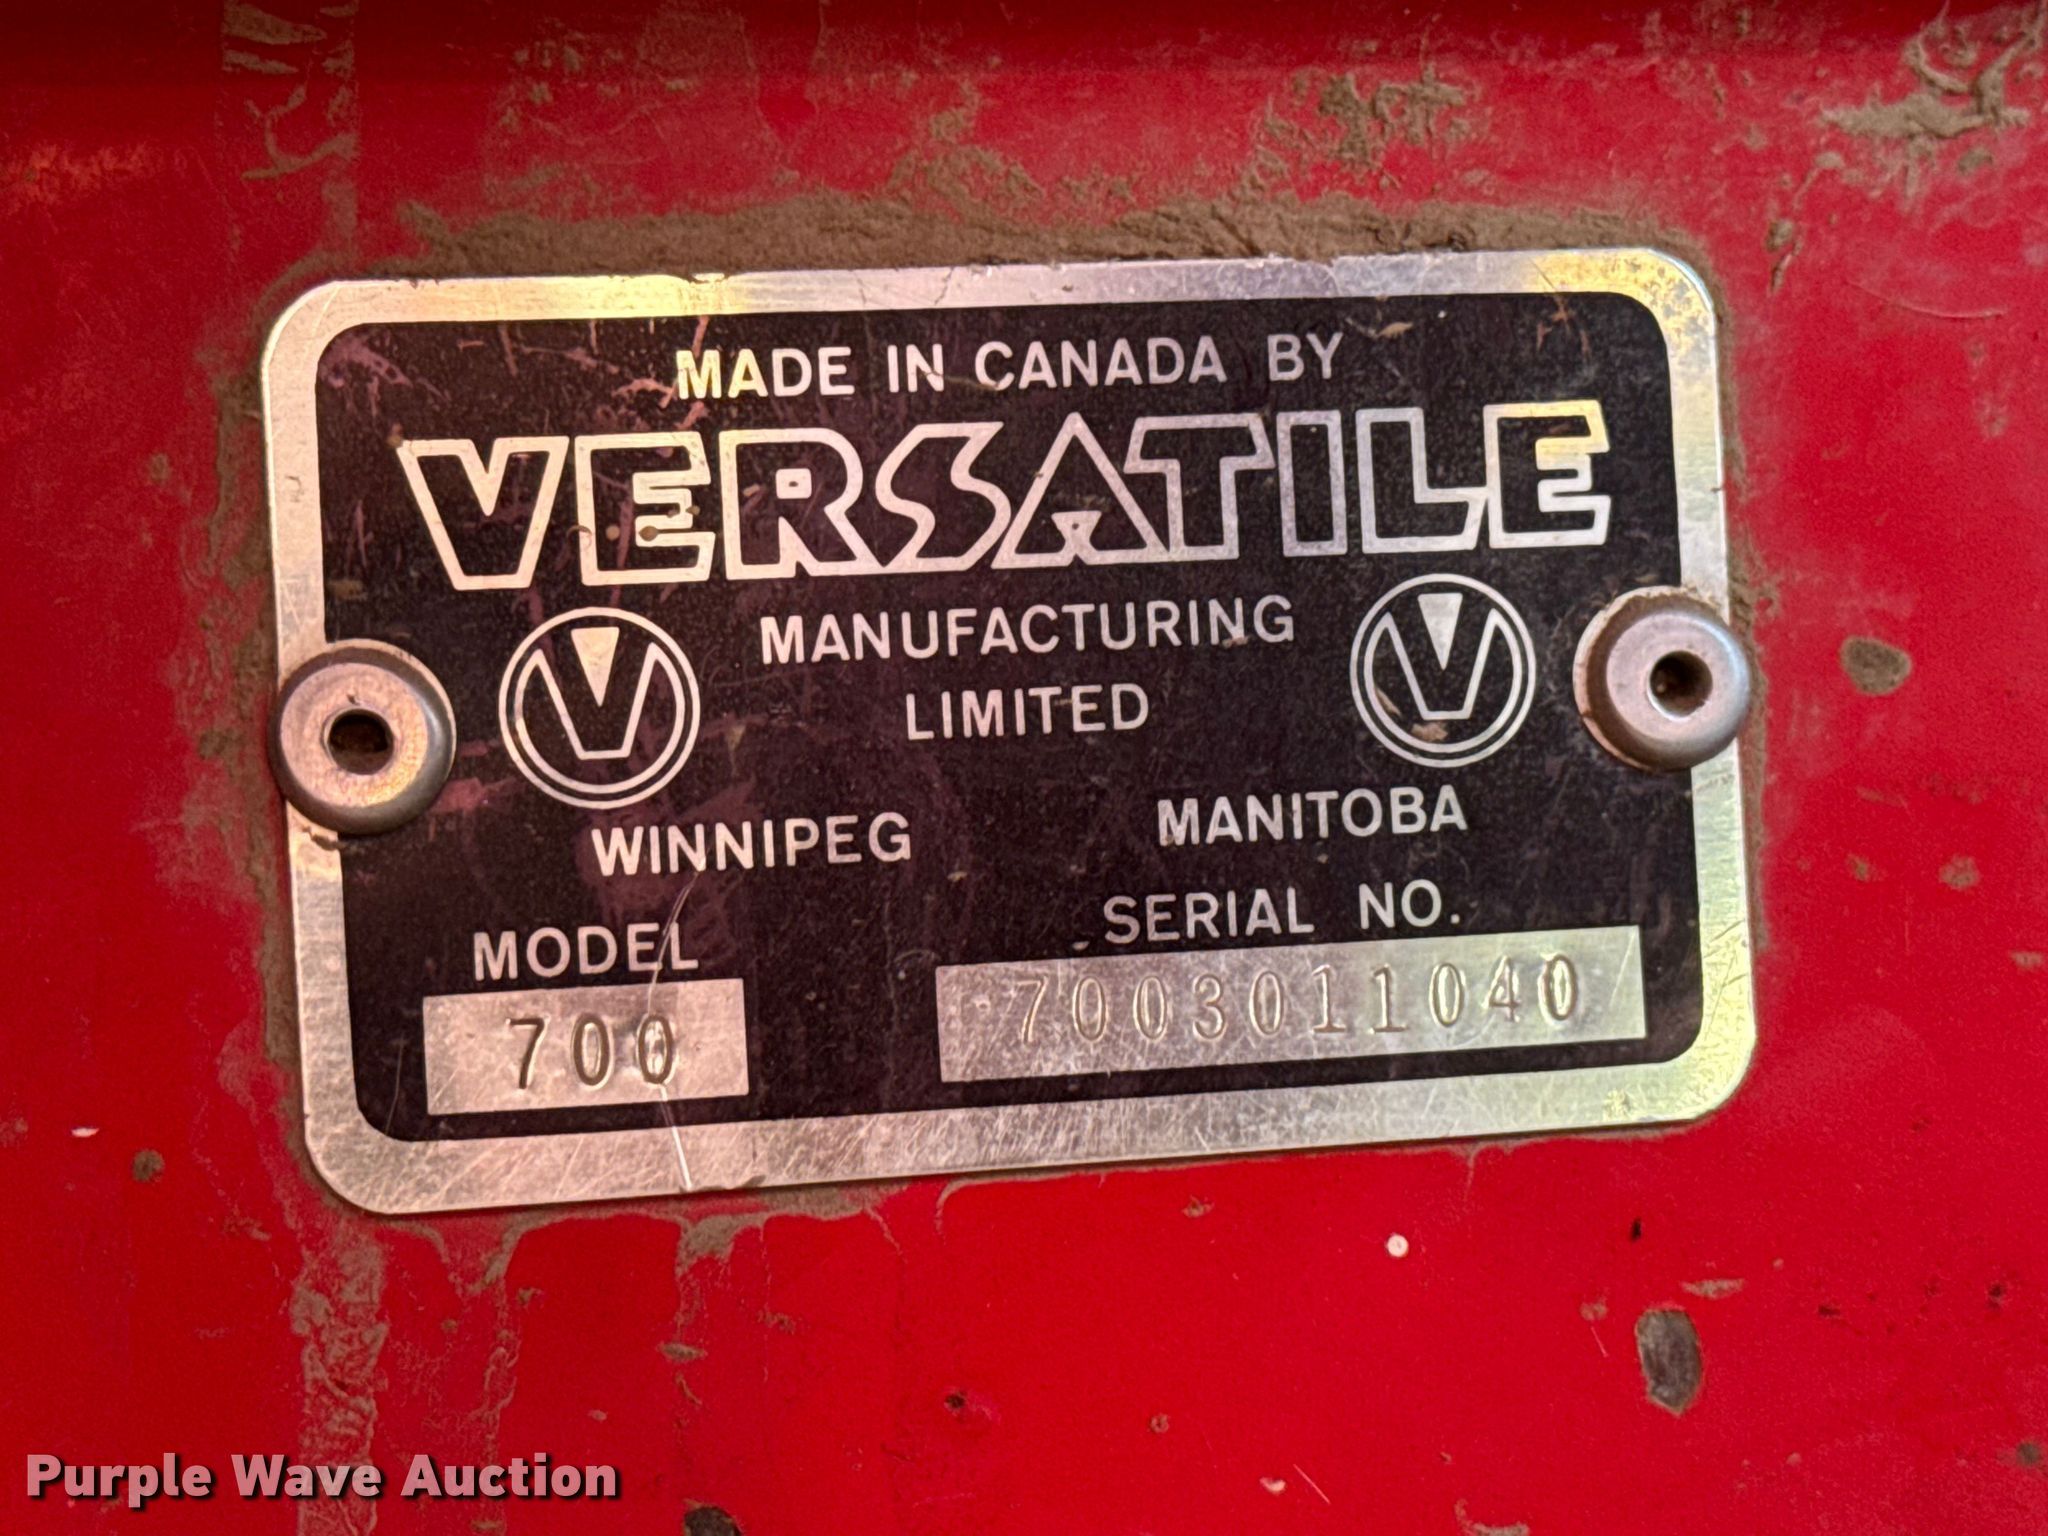 MADE IN CANADA BY
VERSATILE
MANUFACTURING
LIMITED
WINNIPEG MANITOBA
MODEL SERIAL NO.
700 7003011040
Purple Wave Auction